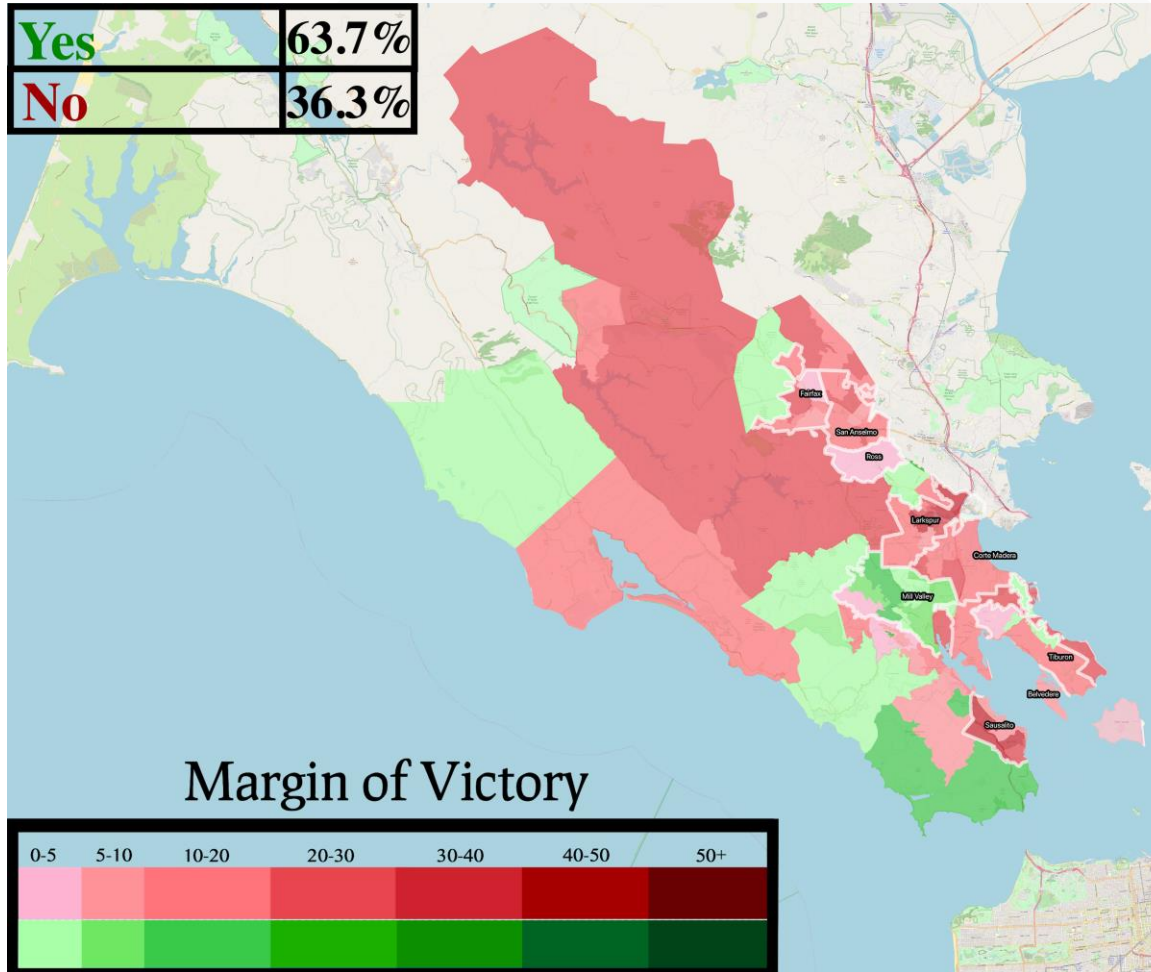 Yes 63.7%
No 36.3%
Fairfax
San Anselmo
Ross
Larkspur
Corte Madera
Mill Valley
Tiburon
Belvedere
Sausalito
Margin of Victory
0-5 5-10 10-20 20-30 30-40 40-50 50+